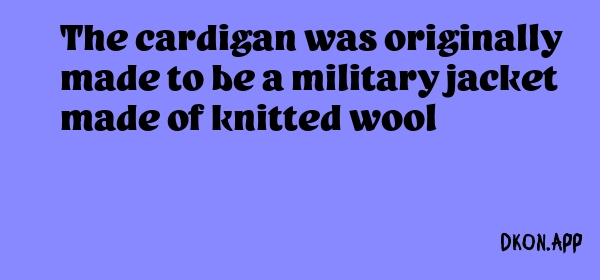 The cardigan was originally
made to be a military jacket
made of knitted wool
DKON.APP